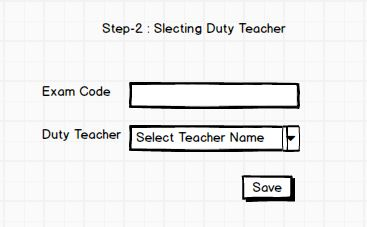 Step-2 : Slecting Duty Teacher
Exam Code
Duty Teacher Select Teacher Name
Save